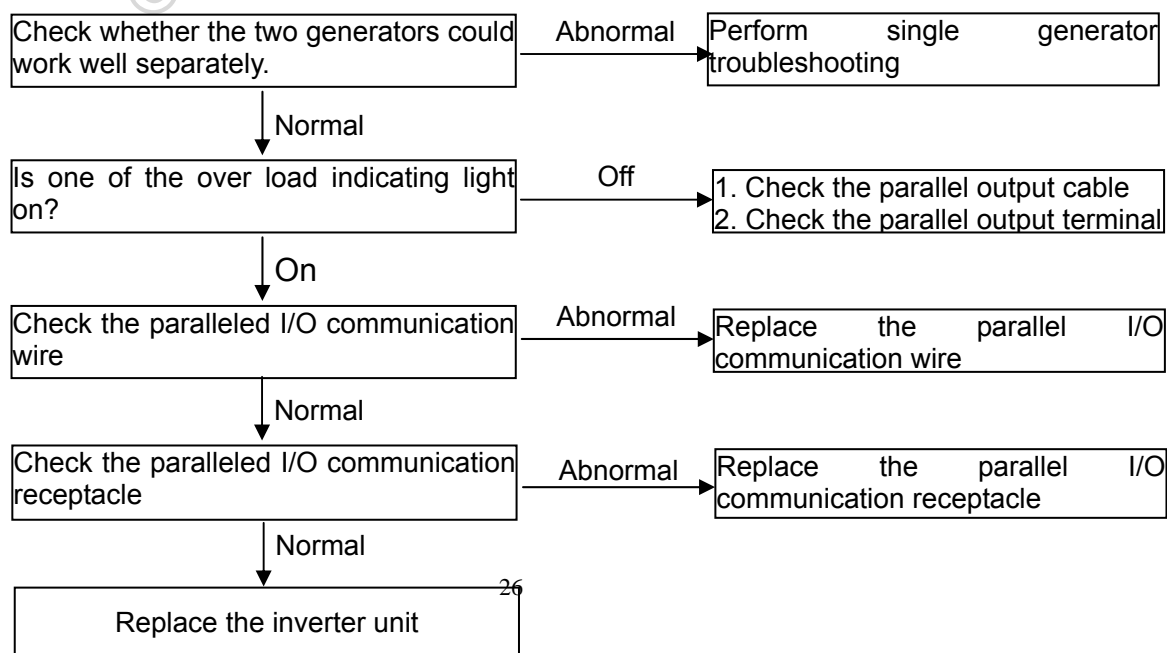 Check whether the two generators could
work well separately.
Abnormal
Perform single generator
troubleshooting
Normal
Is one of the over load indicating light
on?
Off
1. Check the parallel output cable
2. Check the parallel output terminal
On
Check the paralleled I/O communication
wire
Abnormal
Replace the parallel I/O
communication wire
Normal
Check the paralleled I/O communication
receptacle
Abnormal
Replace the parallel I/O
communication receptacle
Normal
26
Replace the inverter unit